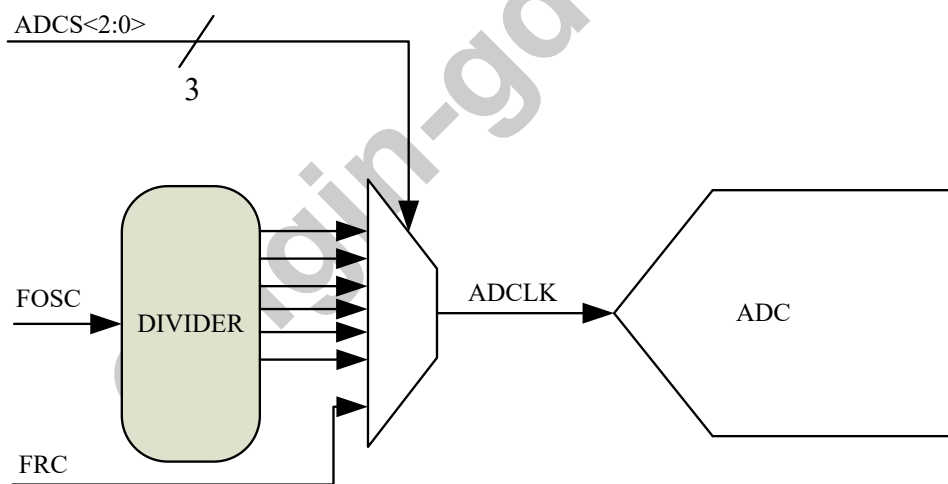 ADCS<2:0>
3
FOSC
DIVIDER
ADCLK
ADC
FRC